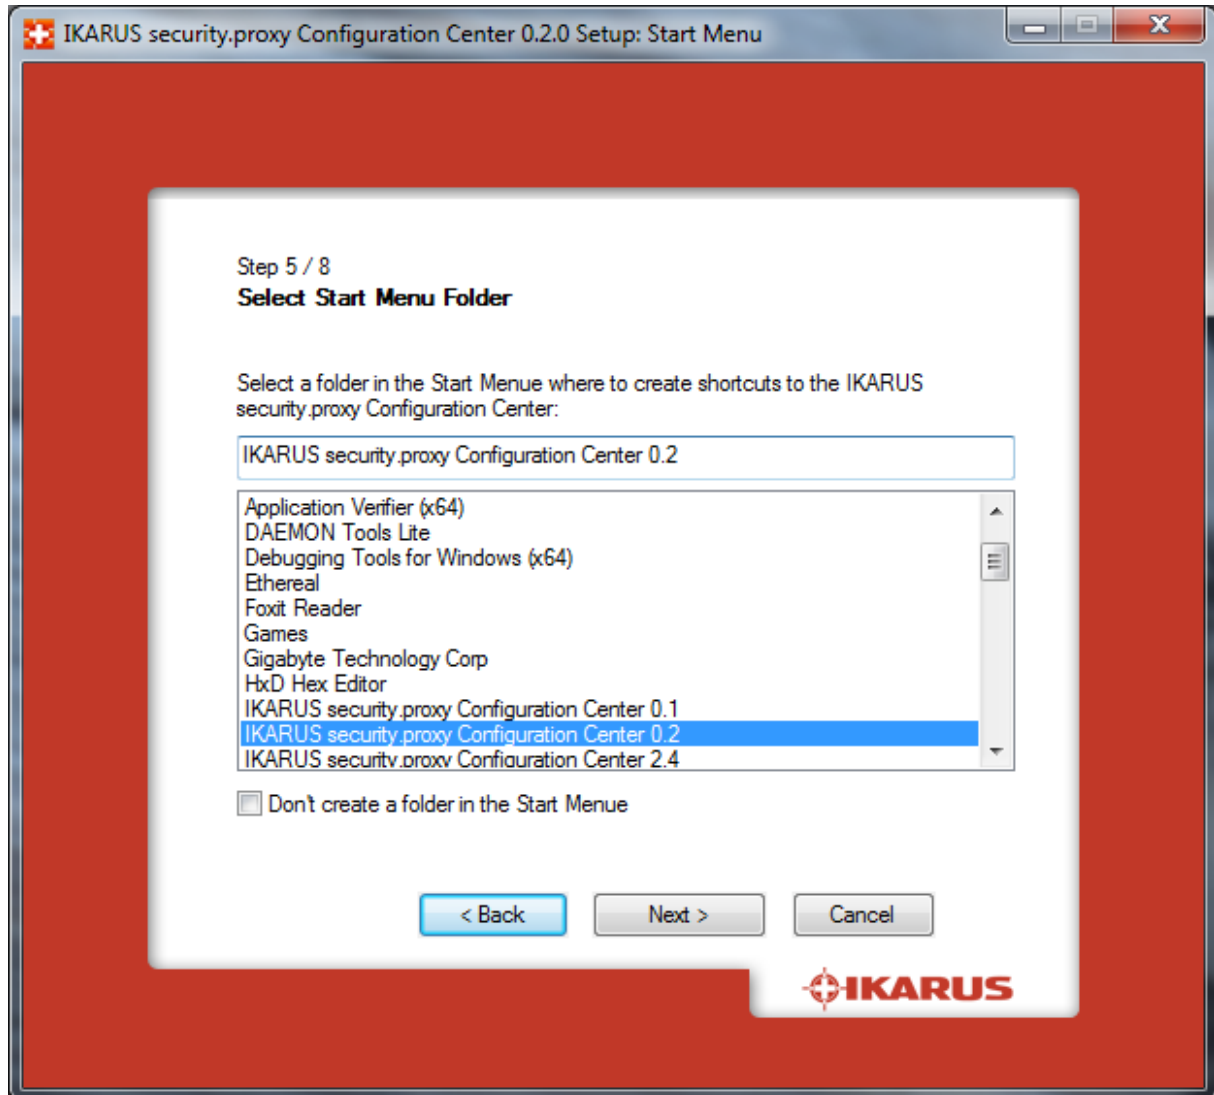 IKARUS security.proxy Configuration Center 0.2.0 Setup: Start Menu
Step 5 / 8
Select Start Menu Folder
Select a folder in the Start Menue where to create shortcuts to the IKARUS
security.proxy Configuration Center:
IKARUS security.proxy Configuration Center 0.2
Application Verifier (x64)
DAEMON Tools Lite
Debugging Tools for Windows (x64)
Ethereal
Foxit Reader
Games
Gigabyte Technology Corp
HxD Hex Editor
IKARUS security.proxy Configuration Center 0.1
IKARUS security.proxy Configuration Center 0.2
IKARUS security.proxy Configuration Center 2.4
Don't create a folder in the Start Menue
< Back Next > Cancel
IKARUS